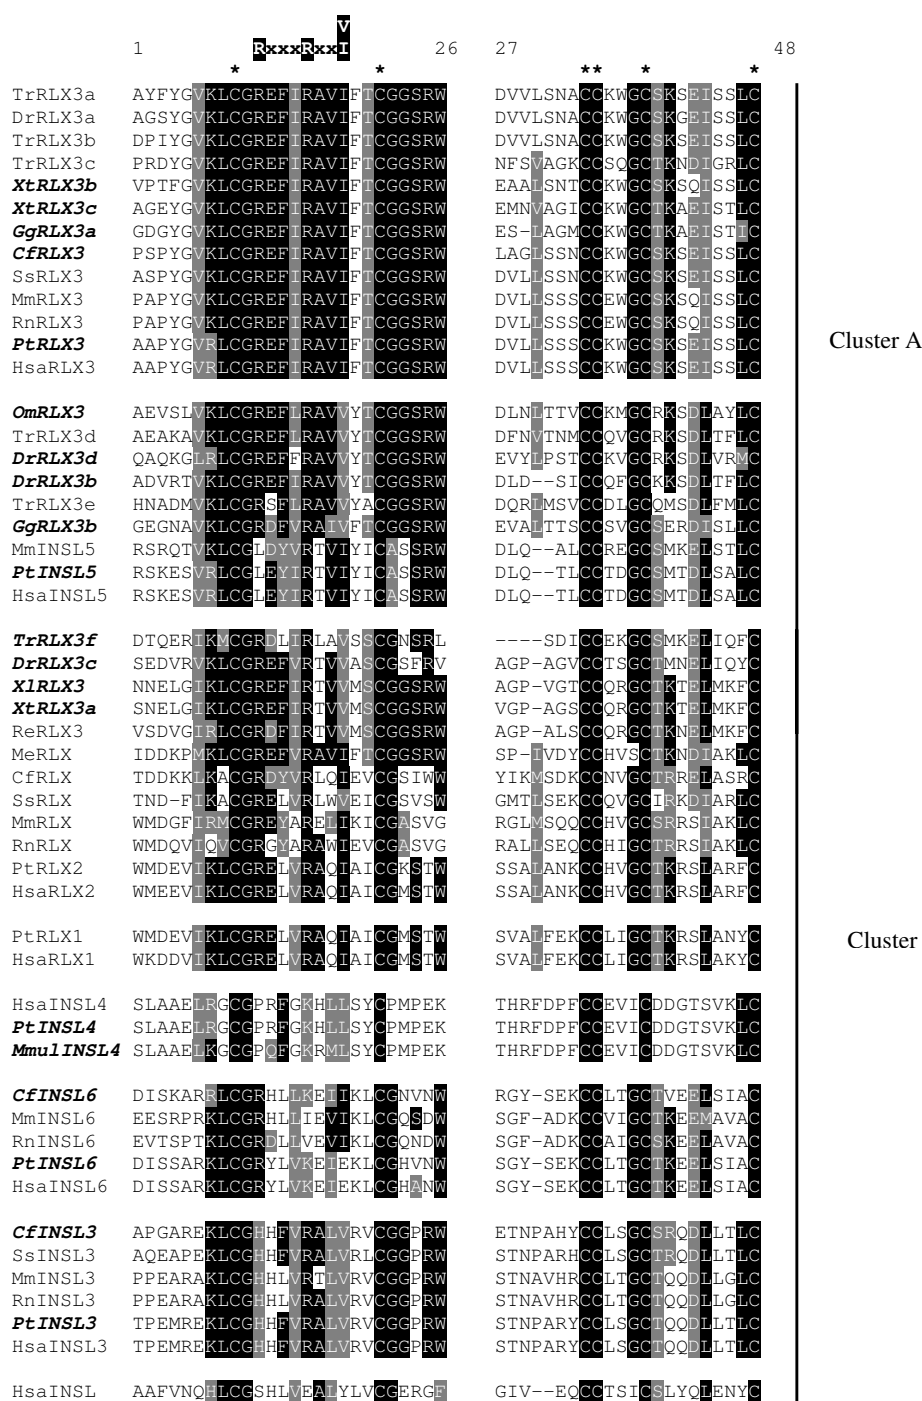 V
1 RxxxRxxI 26 27 48
* * ** * *
TrRLX3a AYFYGVKLCGREFIRAVIFTCGGSRW DVVLSNACCKWGCSKSEISSLC
DrRLX3a AGSYGVKLCGREFIRAVIFTCGGSRW DVVLSNACCKWGCSKGEISSLC
TrRLX3b DPIYGVKLCGREFIRAVIFTCGGSRW DVVLSNACCKWGCSKSEISSLC
TrRLX3c PRDYGVKLCGREFIRAVIFTCGGSRW NFSVAGKCCSQGCTKNDIGRLC
XtRLX3b VPTFGVKLCGREFIRAVIFTCGGSRW EAALSNTCCKWGCSKSQISSLC
XtRLX3c AGEYGVKLCGREFIRAVIFTCGGSRW EMNVAGICCKWGCTKAEISTLC
GgRLX3a GDGYGVKLCGREFIRAVIFTCGGSRW ES-LAGMCCKWGCTKAEISTIC
CfRLX3 PSPYGVKLCGREFIRAVIFTCGGSRW LAGLSSNCCKWGCSKSEISSLC
SsRLX3 ASPYGVKLCGREFIRAVIFTCGGSRW DVLLSSNCCKWGCSKSEISSLC
MmRLX3 PAPYGVKLCGREFIRAVIFTCGGSRW DVLLSSSCCEWGCSKSQISSLC
RnRLX3 PAPYGVKLCGREFIRAVIFTCGGSRW DVLLSSSCCEWGCSKSQISSLC
PtRLX3 AAPYGVRLCGREFIRAVIFTCGGSRW DVLLSSSCCKWGCSKSEISSLC
HsaRLX3 AAPYGVRLCGREFIRAVIFTCGGSRW DVLLSSSCCKWGCSKSEISSLC
Cluster A
OmRLX3 AEVSLVKLCGREFLRAVVYTCGGSRW DLNLTTVCCKMGCRKSDLAYLC
TrRLX3d AEAKAVKLCGREFLRAVVYTCGGSRW DFNVTNMCCQVGCRKSDLTFLC
DrRLX3d QAQKGLRLCGREFFRAVVYTCGGSRW EVYLPSTCCKVGCRKSDLVRMC
DrRLX3b ADVRTVKLCGREFLRAVVYTCGGSRW DLD--SICCQFGCKKSDLTFLC
TrRLX3e HNADMVKLCGRSFLRAVVYACGGSRW DQRLMSVCCDLGCQMSDLFMLC
GgRLX3b GEGNAVKLCGRDFVRAIVFTCGGSRW EVALTTSCCSVGCSERDISLLC
MmINSL5 RSRQTVKLCGLDYVRTVIYICASSRW DLQ--ALCCREGCSMKELSTLC
PtINSL5 RSKESVRLCGLEYIRTVIYICASSRW DLQ--TLCCTDGCSMTDLSALC
HsaINSL5 RSKESVRLCGLEYIRTVIYICASSRW DLQ--TLCCTDGCSMTDLSALC
TrRLX3f DTQERIKMCGRDLIRLAVSSCGNSRL ----SDICCEKGCSMKELIQFC
DrRLX3c SEDVRVKLCGREFVRTVVASCGSFRV AGP-AGVCCTSGCTMNELIQYC
XlRLX3 NNELGIKLCGREFIRTVVMSCGGSRW AGP-VGTCCQRGCTKTELMKFC
XtRLX3a SNELGIKLCGREFIRTVVMSCGGSRW VGP-AGSCCQRGCTKTELMKFC
ReRLX3 VSDVGIRLCGRDFIRTVVMSCGGSRW AGP-ALSCCQRGCTKNELMKFC
MeRLX IDDKPMKLCGREFVRAVIFTCGGSRW SP-IVDYCCHVSCTKNDIAKLC
CfRLX TDDKKLKACGRDYVRLQIEVCGSIWW YIKMSDKCCNVGCTRRELASRC
SsRLX TND-FIKACGRELVRLWVEICGSVSW GMTLSEKCCQVGCIRKDIARLC
MmRLX WMDGFIRMCGREYARELIKICGASVG RGLMSQQCCHVGCSRRSIAKLC
RnRLX WMDQVIQVCGRGYARAWIEVCGASVG RALLSEQCCHIGCTRRSIAKLC
PtRLX2 WMDEVIKLCGRELVRAQIAICGKSTW SSALANKCCHVGCTKRSLARFC
HsaRLX2 WMEEVIKLCGRELVRAQIAICGMSTW SSALANKCCHVGCTKRSLARFC
PtRLX1 WMDEVIKLCGRELVRAQIAICGMSTW SVALFEKCCLIGCTKRSLANYC
HsaRLX1 WKDDVIKLCGRELVRAQIAICGMSTW SVALFEKCCLIGCTKRSLAKYC
Cluster
HsaINSL4 SLAAELRGCGPRFGKHLLSYCPMPEK THRFDPFCCEVICDDGTSVKLC
PtINSL4 SLAAELRGCGPRFGKHLLSYCPMPEK THRFDPFCCEVICDDGTSVKLC
MmulINSL4 SLAAELKGCGPQFGKRMLSYCPMPEK THRFDPFCCEVICDDGTSVKLC
CfINSL6 DISKARRLCGRHLLKEIIKLCGNVNW RGY-SEKCCLTGCTVEELSIAC
MmINSL6 EESRPRKLCGRHLLIEVIKLCGQSDW SGF-ADKCCVIGCTKEEMAVAC
RnINSL6 EVTSPTKLCGRDLLVEVIKLCGQNDW SGF-ADKCCAIGCSKEELAVAC
PtINSL6 DISSARKLCGRYLVKEIEKLCGHVNW SGY-SEKCCLTGCTKEELSIAC
HsaINSL6 DISSARKLCGRYLVKEIEKLCGHANW SGY-SEKCCLTGCTKEELSIAC
CfINSL3 APGAREKLCGHHFVRALVRVCGGPRW ETNPAHYCCLSGCSRQDLLTLC
SsINSL3 AQEAPEKLCGHHFVRALVRLCGGPRW STNPARHCCLSGCTRQDLLTLC
MmINSL3 PPEARAKLCGHHLVRTLVRVCGGPRW STNAVHRCCLTGCTQQDLLGLC
RnINSL3 PPEARAKLCGHHLVRALVRVCGGPRW STNAVHRCCLTGCTQQDLLGLC
PtINSL3 TPEMREKLCGHHFVRALVRVCGGPRW STNPARYCCLSGCTQQDLLTLC
HsaINSL3 TPEMREKLCGHHFVRALVRVCGGPRW STNPARYCCLSGCTQQDLLTLC
HsaINSL AAFVNQHLCGSHLVEALYLVCGERGF GIV--EQCCTSICSLYQLENYC